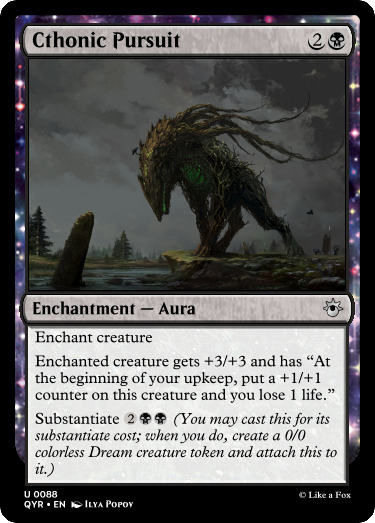 Cthonic Pursuit 2
Enchantment — Aura
Enchant creature
Enchanted creature gets +3/+3 and has “At
the beginning of your upkeep, put a +1/+1
counter on this creature and you lose 1 life.”
Substantiate 2 (You may cast this for its
substantiate cost; when you do, create a 0/0
colorless Dream creature token and attach this to
it.)
U 0088
QYR • EN Ilya Popov
© Like a Fox